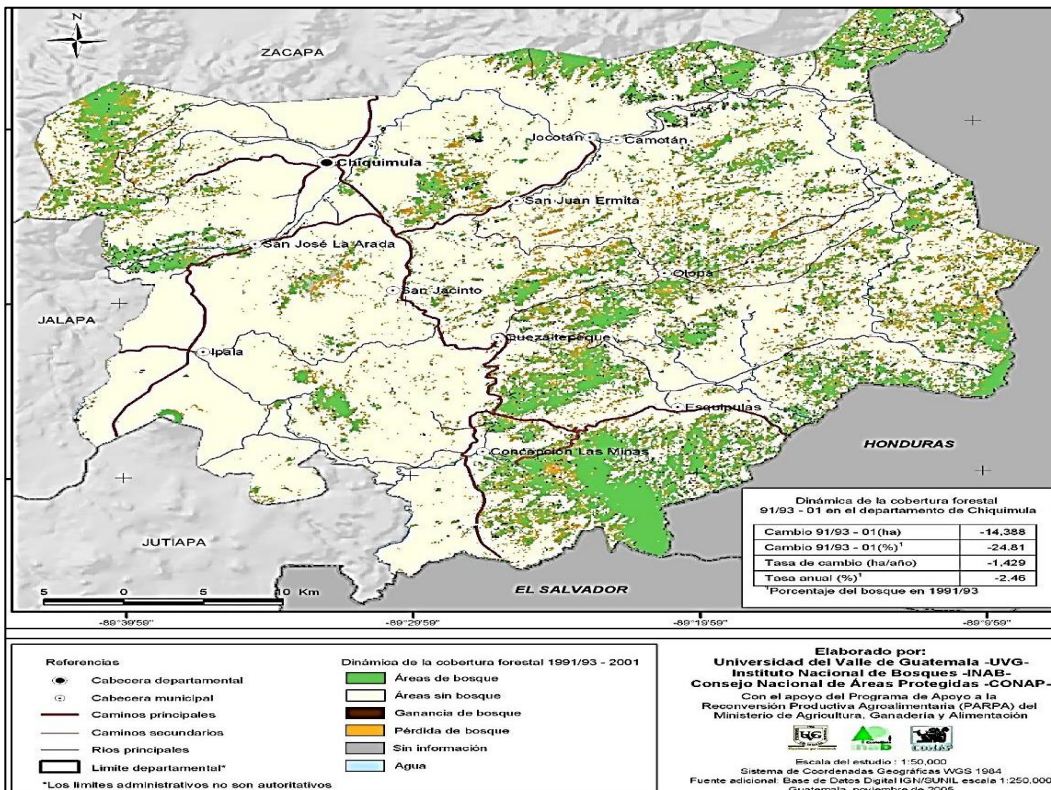 N
ZACAPA
Jocotán
Camotán
Chiquimula
San Juan Ermita
San José La Arada
Olopa
San Jacinto
JALAPA
Quezaltepeque
Ipala
Esquipulas
HONDURAS
Concepción Las Minas
JUTIAPA
EL SALVADOR
Dinámica de la cobertura forestal
91/93 - 01 en el departamento de Chiquimula
Cambio 91/93 - 01(ha) -14,388
Cambio 91/93 - 01(%)¹ -24.81
Tasa de cambio (ha/año) -1,429
Tasa anual (%)¹ -2.46
¹Porcentaje del bosque en 1991/93
5 0 5 10 Km
-89°39'59" -89°29'59" -89°19'59" -89°9'59"
Referencias
Cabecera departamental
Cabecera municipal
Caminos principales
Caminos secundarios
Ríos principales
Límite departamental*
*Los límites administrativos no son autoritativos
Dinámica de la cobertura forestal 1991/93 - 2001
Áreas de bosque
Áreas sin bosque
Ganancia de bosque
Pérdida de bosque
Sin información
Agua
Elaborado por:
Universidad del Valle de Guatemala -UVG-
Instituto Nacional de Bosques -INAB-
Consejo Nacional de Áreas Protegidas -CONAP-
Con el apoyo del Programa de Apoyo a la
Reconversión Productiva Agroalimentaria (PARPA) del
Ministerio de Agricultura, Ganadería y Alimentación
UG
inab
CONAP
Escala del estudio : 1:50,000
Sistema de Coordenadas Geográficas WGS 1984
Fuente adicional: Base de Datos Digital IGN/SUNIL escala 1:250,000
Guatemala, noviembre de 2005